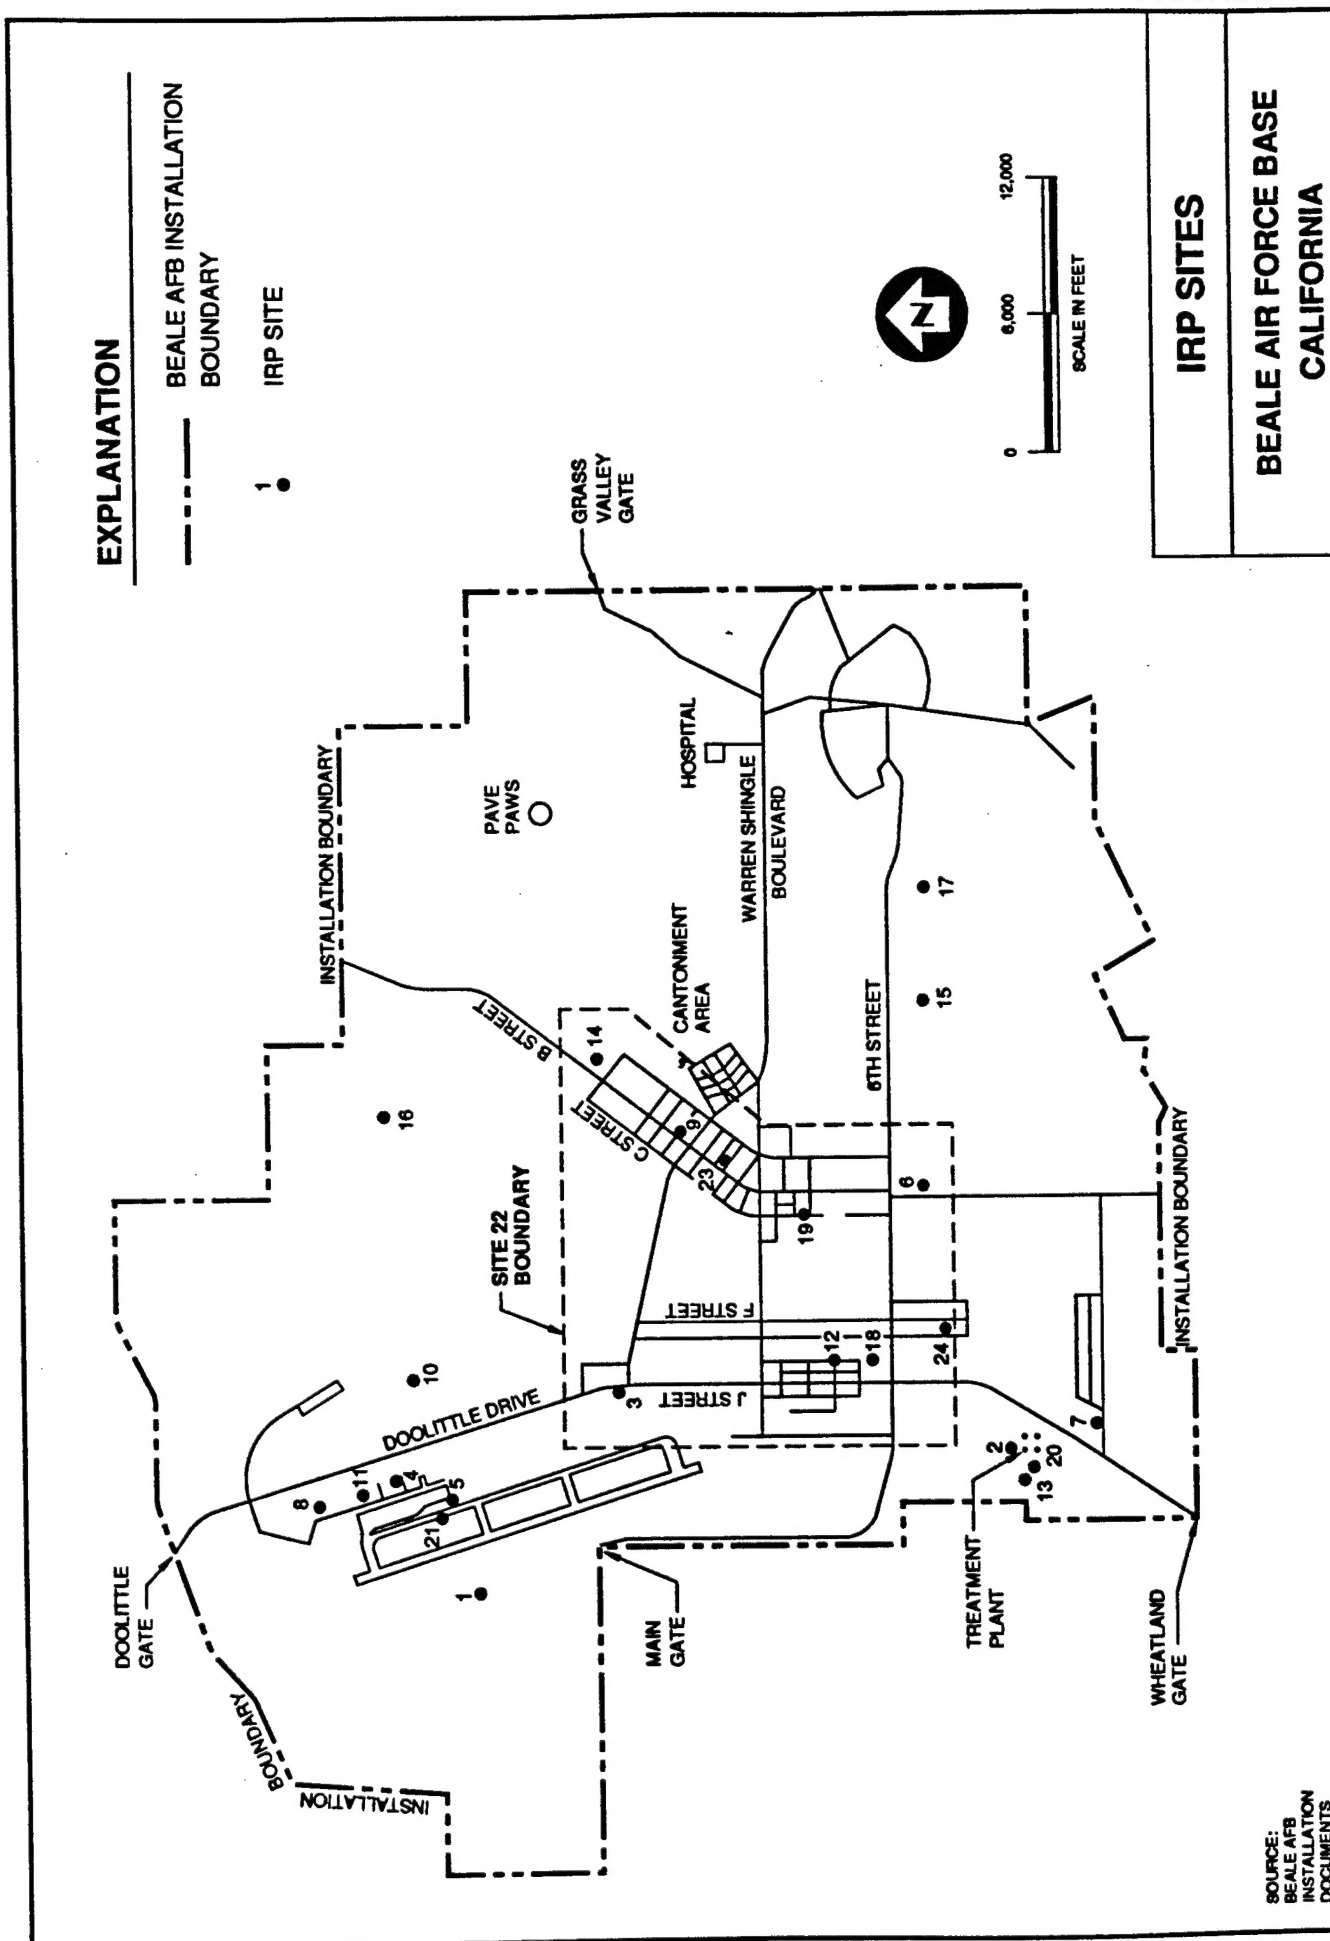 EXPLANATION
BEALE AFB INSTALLATION
BOUNDARY
1
IRP SITE
DOOLITTLE
GATE
BOUNDARY
INSTALLATION
INSTALLATION BOUNDARY
PAVE
PAWS
GRASS
VALLEY
GATE
HOSPITAL
WARREN SHINGLE
BOULEVARD
CANTONMENT
AREA
B STREET
C STREET
SITE 22
BOUNDARY
DOOLITTLE DRIVE
F STREET
J STREET
6TH STREET
8
11
4
5
21
1
10
16
14
9
23
3
19
12
18
6
15
17
24
2
20
13
7
MAIN
GATE
TREATMENT
PLANT
WHEATLAND
GATE
INSTALLATION BOUNDARY
N
0
6,000
12,000
SCALE IN FEET
SOURCE:
BEALE AFB
INSTALLATION
DOCUMENTS
IRP SITES
BEALE AIR FORCE BASE
CALIFORNIA